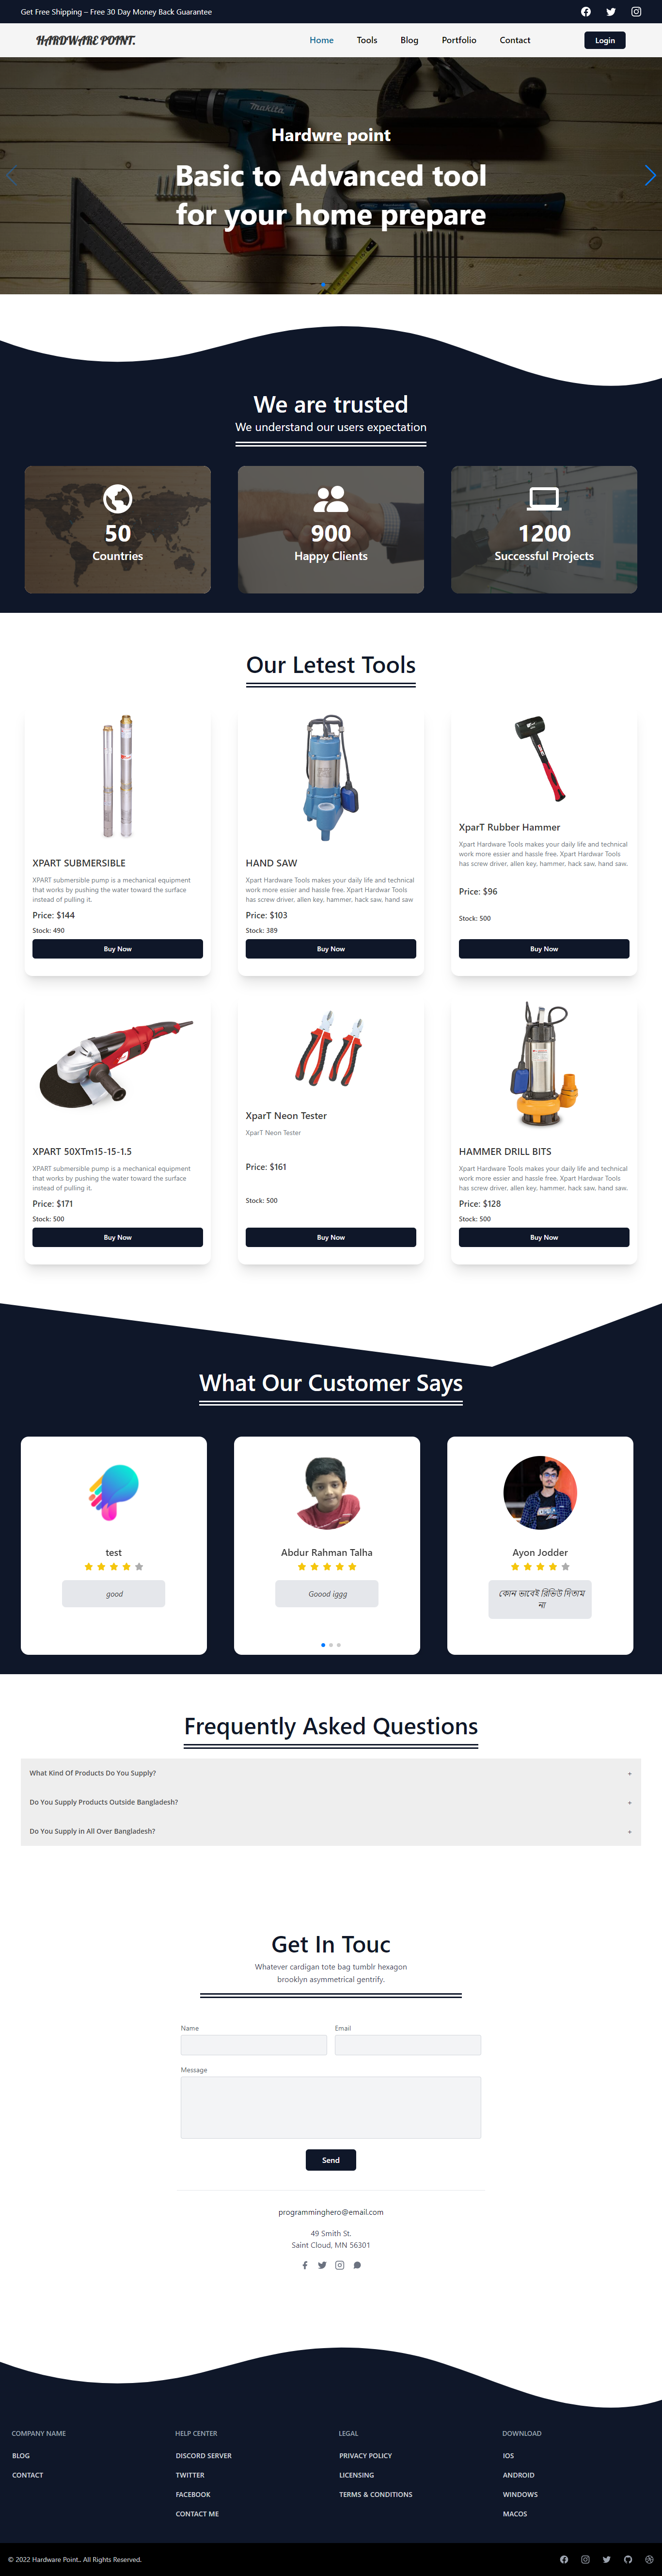 Get Free Shipping – Free 30 Day Money Back Guarantee
HARDWARE POINT.
Home Tools Blog Portfolio Contact Login
Hardwre point
Basic to Advanced tool
for your home prepare
We are trusted
We understand our users expectation
50
Countries
900
Happy Clients
1200
Successful Projects
Our Letest Tools
XPART SUBMERSIBLE
XPART submersible pump is a mechanical equipment
that works by pushing the water toward the surface
instead of pulling it.
Price: $144
Stock: 490
Buy Now
HAND SAW
Xpart Hardware Tools makes your daily life and technical
work more essier and hassle free. Xpart Hardwar Tools
has screw driver, allen key, hammer, hack saw, hand saw
Price: $103
Stock: 389
Buy Now
XparT Rubber Hammer
Xpart Hardware Tools makes your daily life and technical
work more essier and hassle free. Xpart Hardwar Tools
has screw driver, allen key, hammer, hack saw, hand saw.
Price: $96
Stock: 500
Buy Now
XPART 50XTm15-15-1.5
XPART submersible pump is a mechanical equipment
that works by pushing the water toward the surface
instead of pulling it.
Price: $171
Stock: 500
Buy Now
XparT Neon Tester
XparT Neon Tester
Price: $161
Stock: 500
Buy Now
HAMMER DRILL BITS
Xpart Hardware Tools makes your daily life and technical
work more essier and hassle free. Xpart Hardwar Tools
has screw driver, allen key, hammer, hack saw, hand saw.
Price: $128
Stock: 500
Buy Now
What Our Customer Says
test
good
Abdur Rahman Talha
Goood iggg
Ayon Jodder
কোন ভাবেই রিভিউ দিতাম
না
Frequently Asked Questions
What Kind Of Products Do You Supply? +
Do You Supply Products Outside Bangladesh? +
Do You Supply in All Over Bangladesh? +
Get In Touc
Whatever cardigan tote bag tumblr hexagon
brooklyn asymmetrical gentrify.
Name
Email
Message
Send
programminghero@email.com
49 Smith St.
Saint Cloud, MN 56301
COMPANY NAME
BLOG
CONTACT
HELP CENTER
DISCORD SERVER
TWITTER
FACEBOOK
CONTACT ME
LEGAL
PRIVACY POLICY
LICENSING
TERMS & CONDITIONS
DOWNLOAD
IOS
ANDROID
WINDOWS
MACOS
© 2022 Hardware Point.. All Rights Reserved.